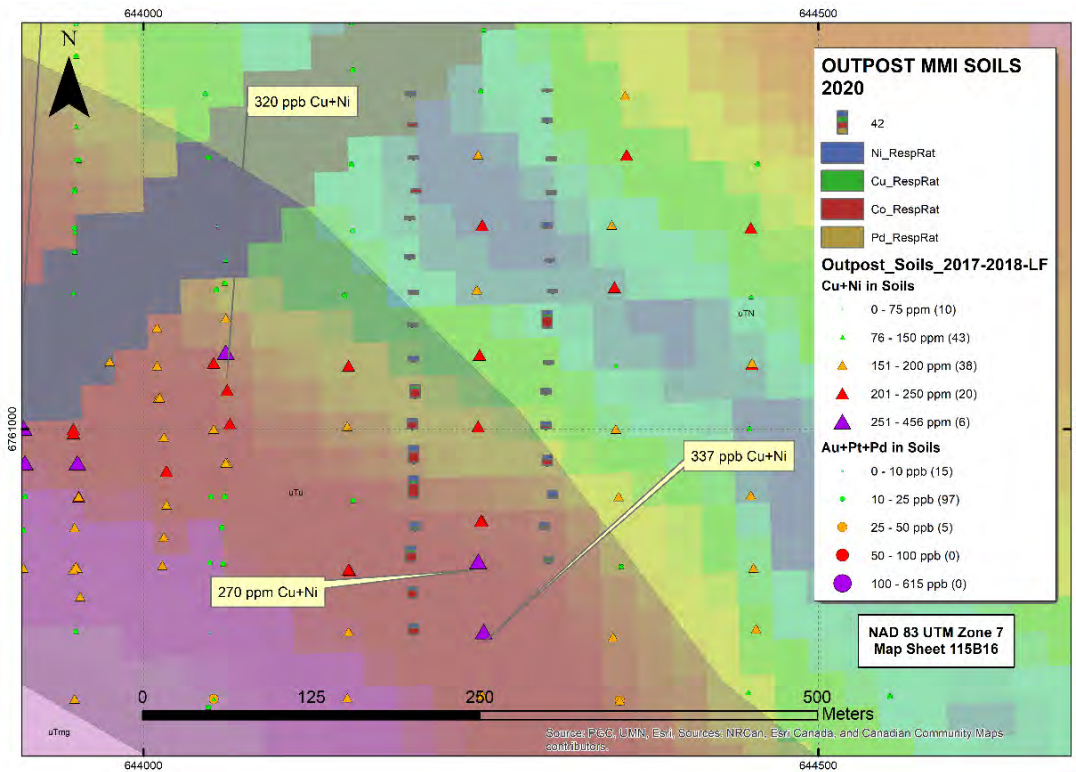 644000
644500
N
320 ppb Cu+Ni
OUTPOST MMI SOILS
2020
42
Ni_RespRat
Cu_RespRat
Co_RespRat
Pd_RespRat
Outpost_Soils_2017-2018-LF
Cu+Ni in Soils
0 - 75 ppm (10)
76 - 150 ppm (43)
151 - 200 ppm (38)
201 - 250 ppm (20)
251 - 456 ppm (6)
Au+Pt+Pd in Soils
0 - 10 ppb (15)
10 - 25 ppb (97)
25 - 50 ppb (5)
50 - 100 ppb (0)
100 - 615 ppb (0)
uTN
6761000
337 ppb Cu+Ni
uTu
270 ppm Cu+Ni
NAD 83 UTM Zone 7
Map Sheet 115B16
0
125
250
500
Meters
uTmg
Source: PGC, UMN, Esri, Sources: NRCan, Esri Canada, and Canadian Community Maps
contributors.
644000
644500